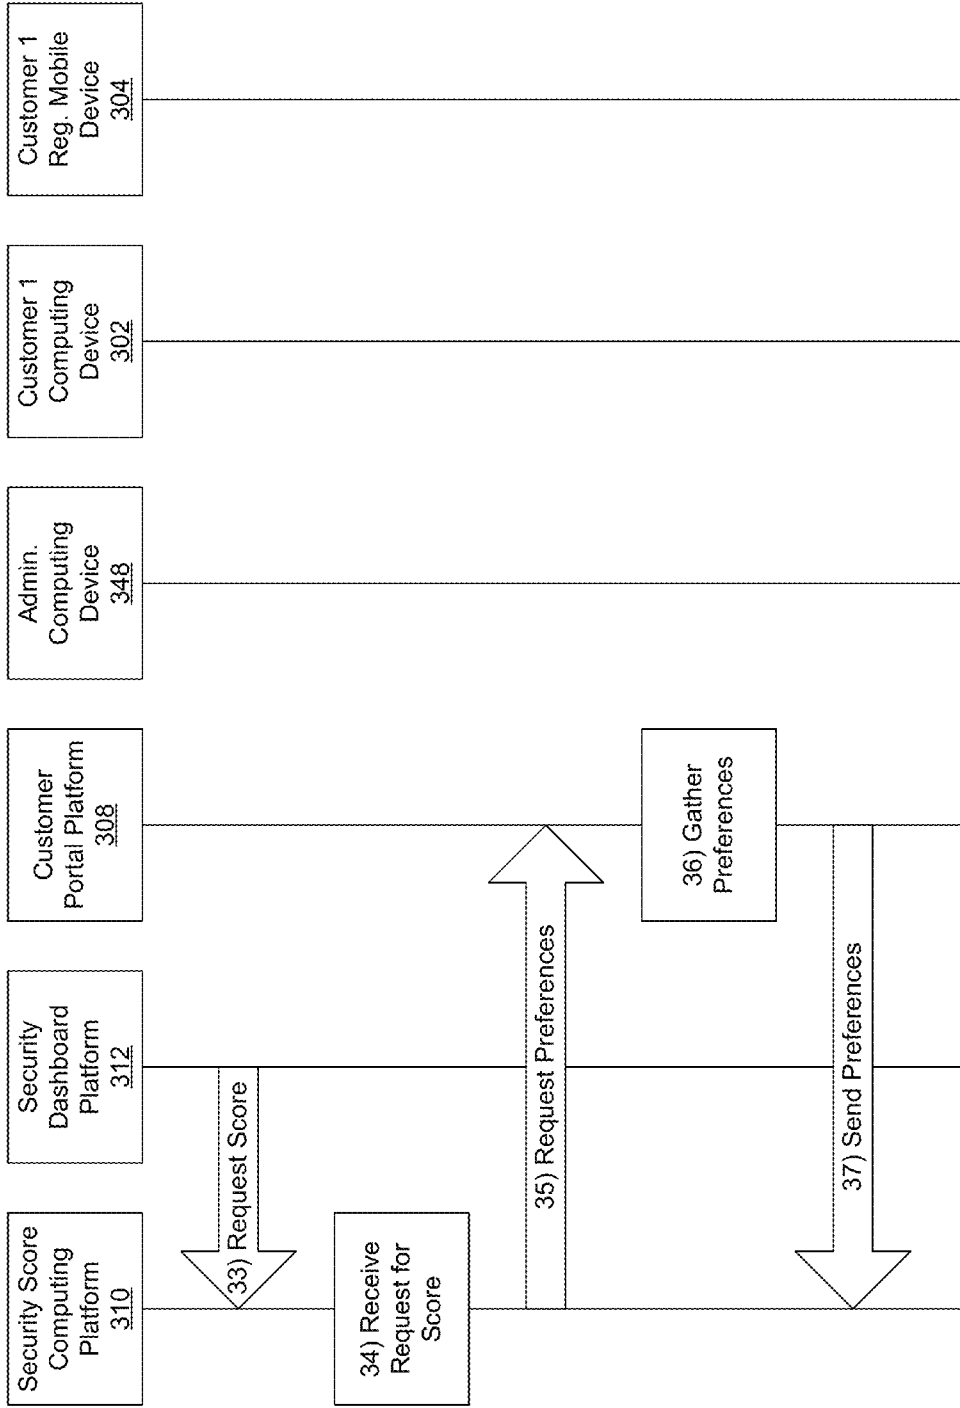 Security Score
Computing
Platform
310
Security
Dashboard
Platform
312
Customer
Portal Platform
308
Admin.
Computing
Device
348
Customer 1
Computing
Device
302
Customer 1
Reg. Mobile
Device
304
33) Request Score
34) Receive
Request for
Score
35) Request Preferences
36) Gather
Preferences
37) Send Preferences